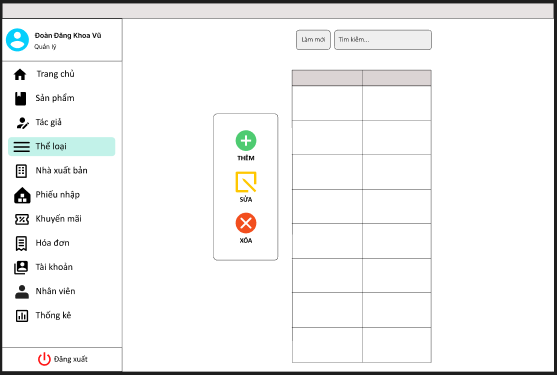 Đoàn Đăng Khoa Vũ
Quản lý
Trang chủ
Sản phẩm
Tác giả
Thể loại
Nhà xuất bản
Phiếu nhập
Khuyến mãi
Hóa đơn
Tài khoản
Nhân viên
Thống kê
Đăng xuất
THÊM
SỬA
XÓA
Làm mới
Tìm kiếm...